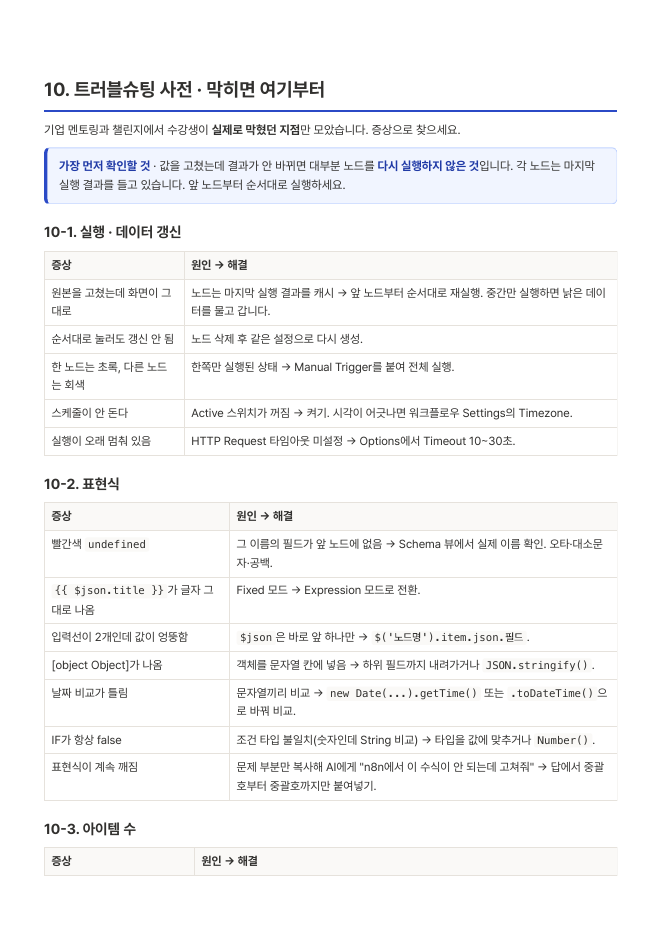 10. 트러블슈팅 사전 · 막히면 여기부터
기업 멘토링과 챌린지에서 수강생이 실제로 막혔던 지점만 모았습니다. 증상으로 찾으세요.
가장 먼저 확인할 것 · 값을 고쳤는데 결과가 안 바뀌면 대부분 노드를 다시 실행하지 않은 것입니다. 각 노드는 마지막
실행 결과를 들고 있습니다. 앞 노드부터 순서대로 실행하세요.
10-1. 실행 · 데이터 갱신
증상 원인 → 해결
원본을 고쳤는데 화면이 그 노드는 마지막 실행 결과를 캐시 → 앞 노드부터 순서대로 재실행. 중간만 실행하면 낡은 데이
대로 터를 물고 갑니다.
순서대로 눌러도 갱신 안 됨 노드 삭제 후 같은 설정으로 다시 생성.
한 노드는 초록, 다른 노드 한쪽만 실행된 상태 → Manual Trigger를 붙여 전체 실행.
는 회색
스케줄이 안 돈다 Active 스위치가 꺼짐 → 켜기. 시각이 어긋나면 워크플로우 Settings의 Timezone.
실행이 오래 멈춰 있음 HTTP Request 타임아웃 미설정 → Options에서 Timeout 10~30초.
10-2. 표현식
증상 원인 → 해결
빨간색 undefined 그 이름의 필드가 앞 노드에 없음 → Schema 뷰에서 실제 이름 확인. 오타·대소문
자·공백.
{{ $json.title }} 가 글자 그 Fixed 모드 → Expression 모드로 전환.
대로 나옴
입력선이 2개인데 값이 엉뚱함 $json 은 바로 앞 하나만 → $('노드명').item.json.필드 .
[object Object]가 나옴 객체를 문자열 칸에 넣음 → 하위 필드까지 내려가거나 JSON.stringify() .
날짜 비교가 틀림 문자열끼리 비교 → new Date(...).getTime() 또는 .toDateTime() 으
로 바꿔 비교.
IF가 항상 false 조건 타입 불일치(숫자인데 String 비교) → 타입을 값에 맞추거나 Number() .
표현식이 계속 깨짐 문제 부분만 복사해 AI에게 "n8n에서 이 수식이 안 되는데 고쳐줘" → 답에서 중괄
호부터 중괄호까지만 붙여넣기.
10-3. 아이템 수
증상 원인 → 해결